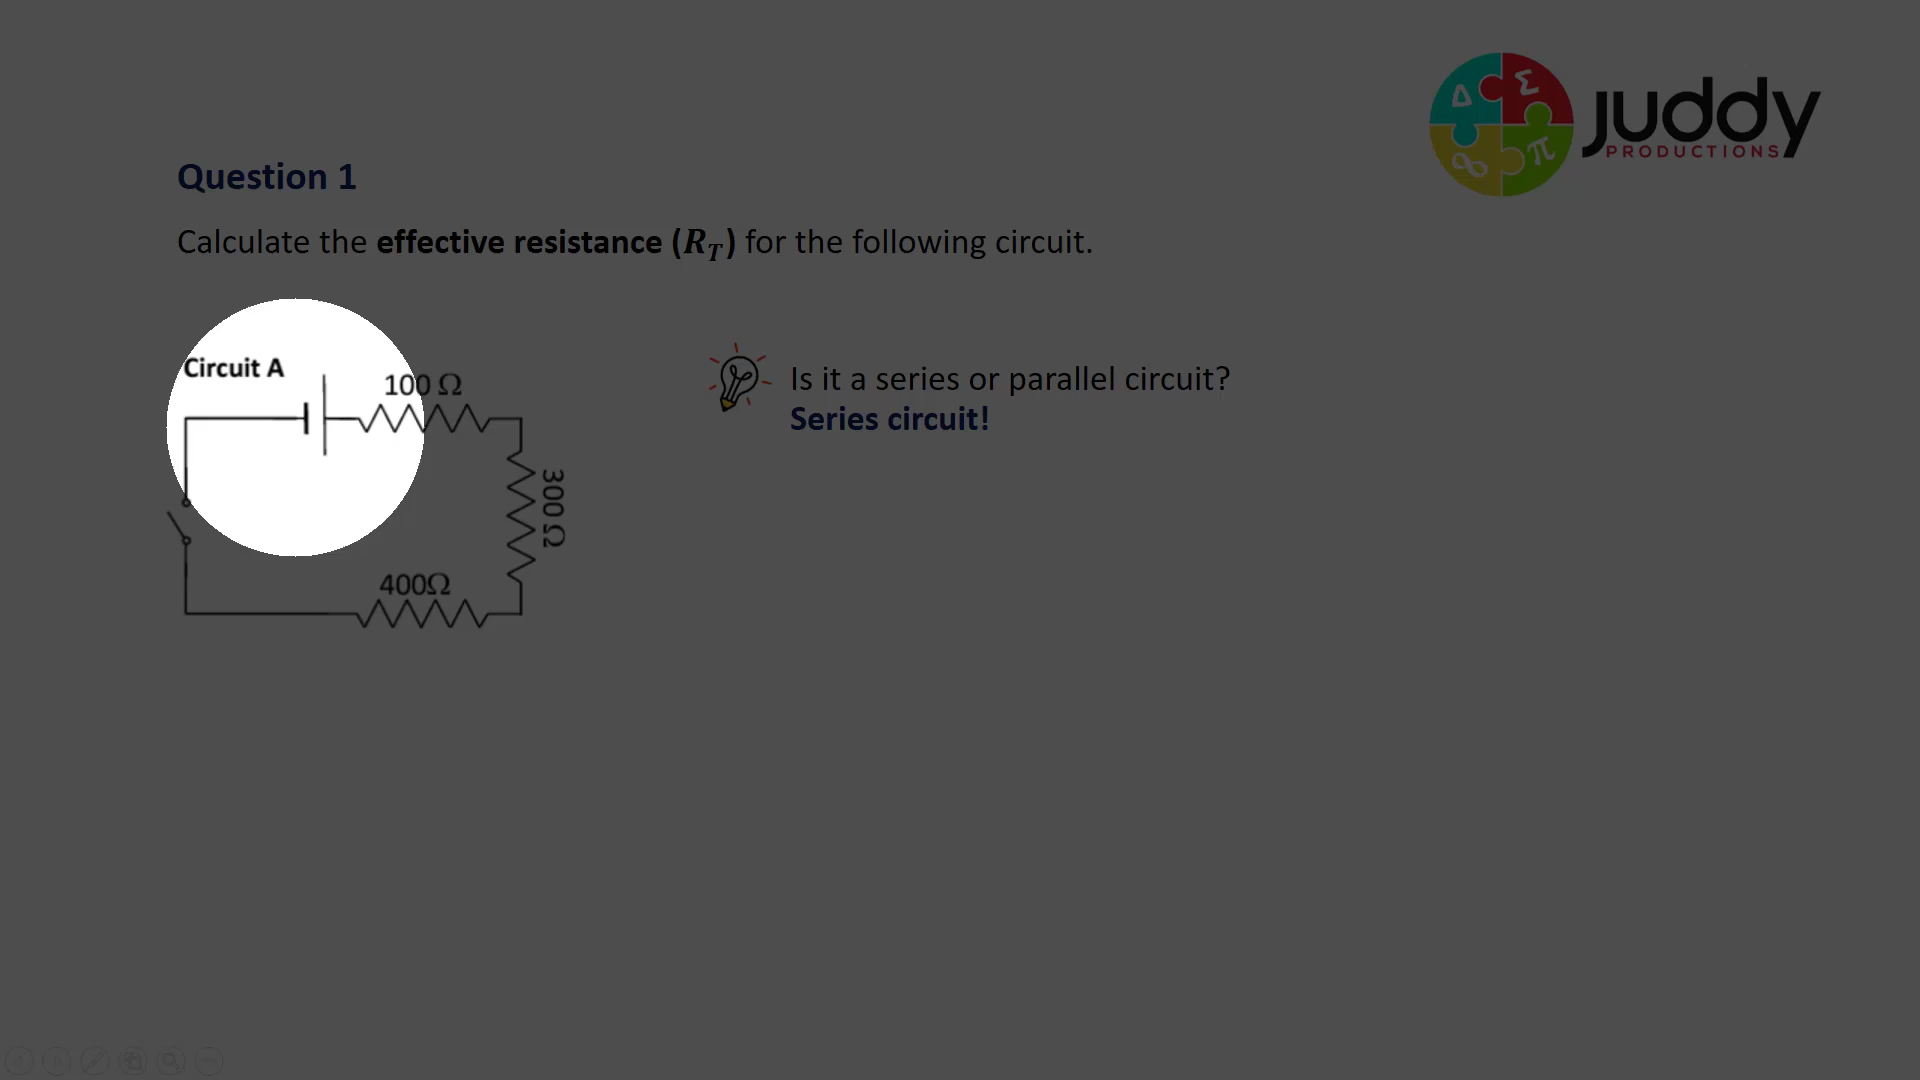 Δ Σ
∞ π
juddy
PRODUCTIONS
Question 1
Calculate the effective resistance (R_T) for the following circuit.
Circuit A
100 Ω
300 Ω
400Ω
Is it a series or parallel circuit?
Series circuit!